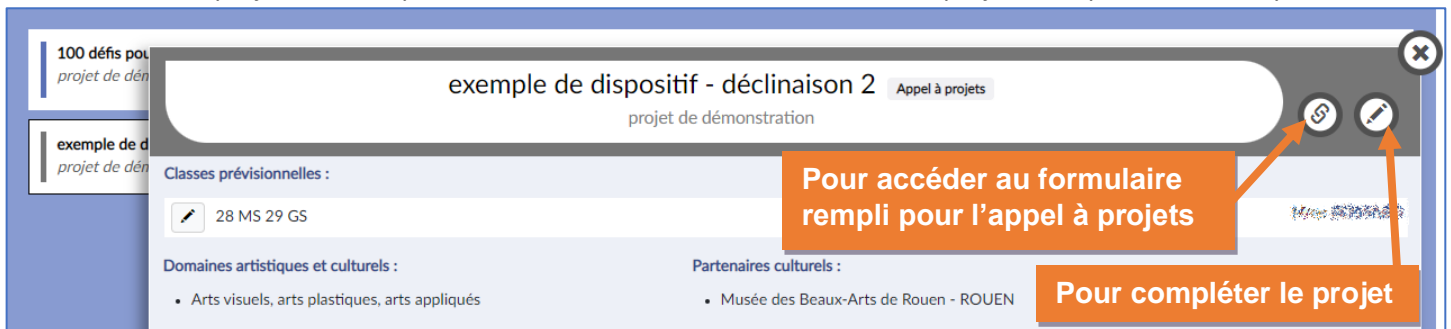 100 défis pou
projet de dém
exemple de dispositif - déclinaison 2 Appel à projets
projet de démonstration
exemple de d
projet de dém
Classes prévisionnelles :
28 MS 29 GS
Pour accéder au formulaire
rempli pour l’appel à projets
Domaines artistiques et culturels :
Partenaires culturels :
• Arts visuels, arts plastiques, arts appliqués
• Musée des Beaux-Arts de Rouen - ROUEN
Pour compléter le projet